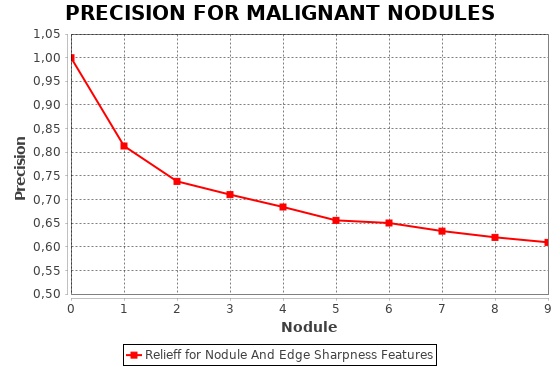 PRECISION FOR MALIGNANT NODULES
1,05
1,00
0,95
0,90
0,85
0,80
0,75
0,70
0,65
0,60
0,55
0,50
Precision
0 1 2 3 4 5 6 7 8 9
Nodule
Relieff for Nodule And Edge Sharpness Features